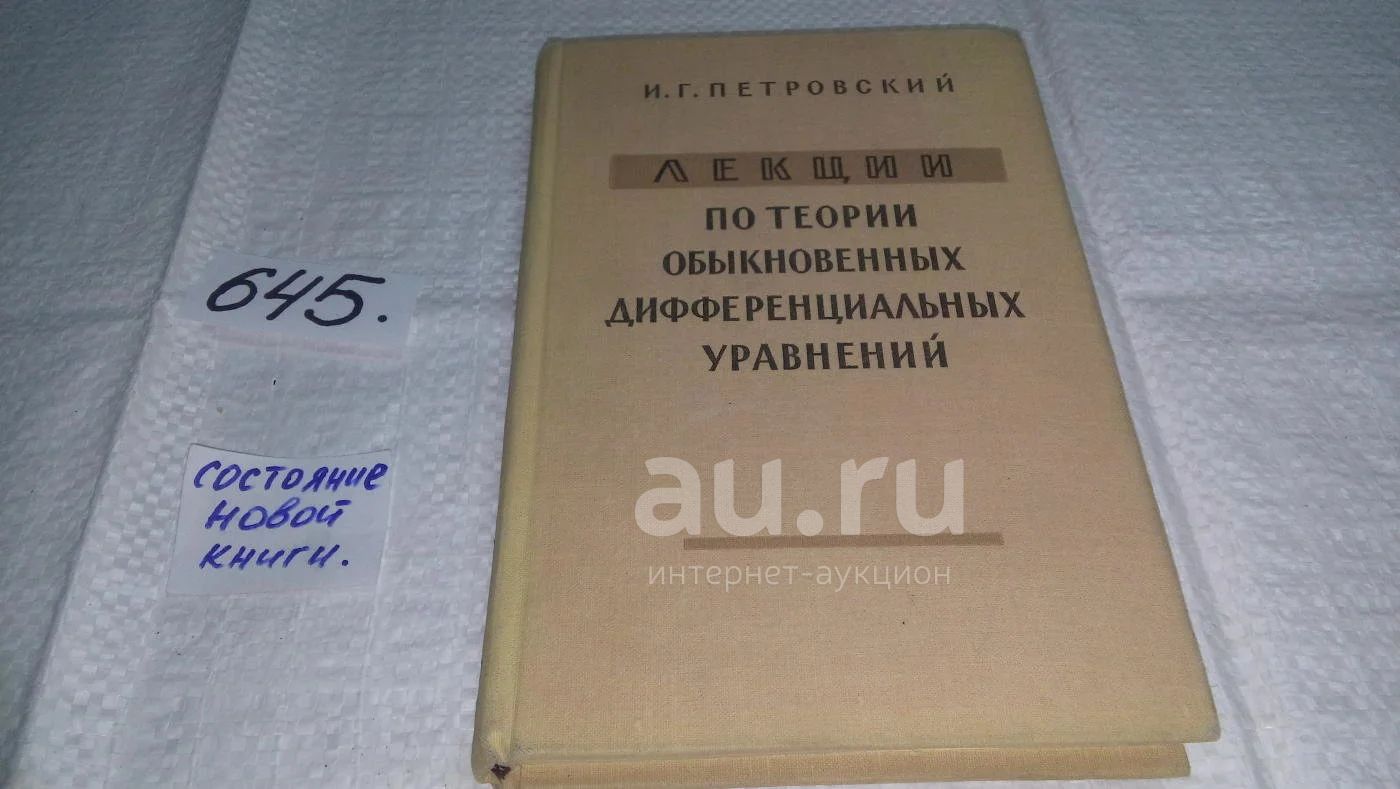 И. Г. ПЕТРОВСКИЙ
ЛЕКЦИИ
ПО ТЕОРИИ
ОБЫКНОВЕННЫХ
ДИФФЕРЕНЦИАЛЬНЫХ
УРАВНЕНИЙ
645.
состояние
новой
книги.
au.ru
интернет-аукцион